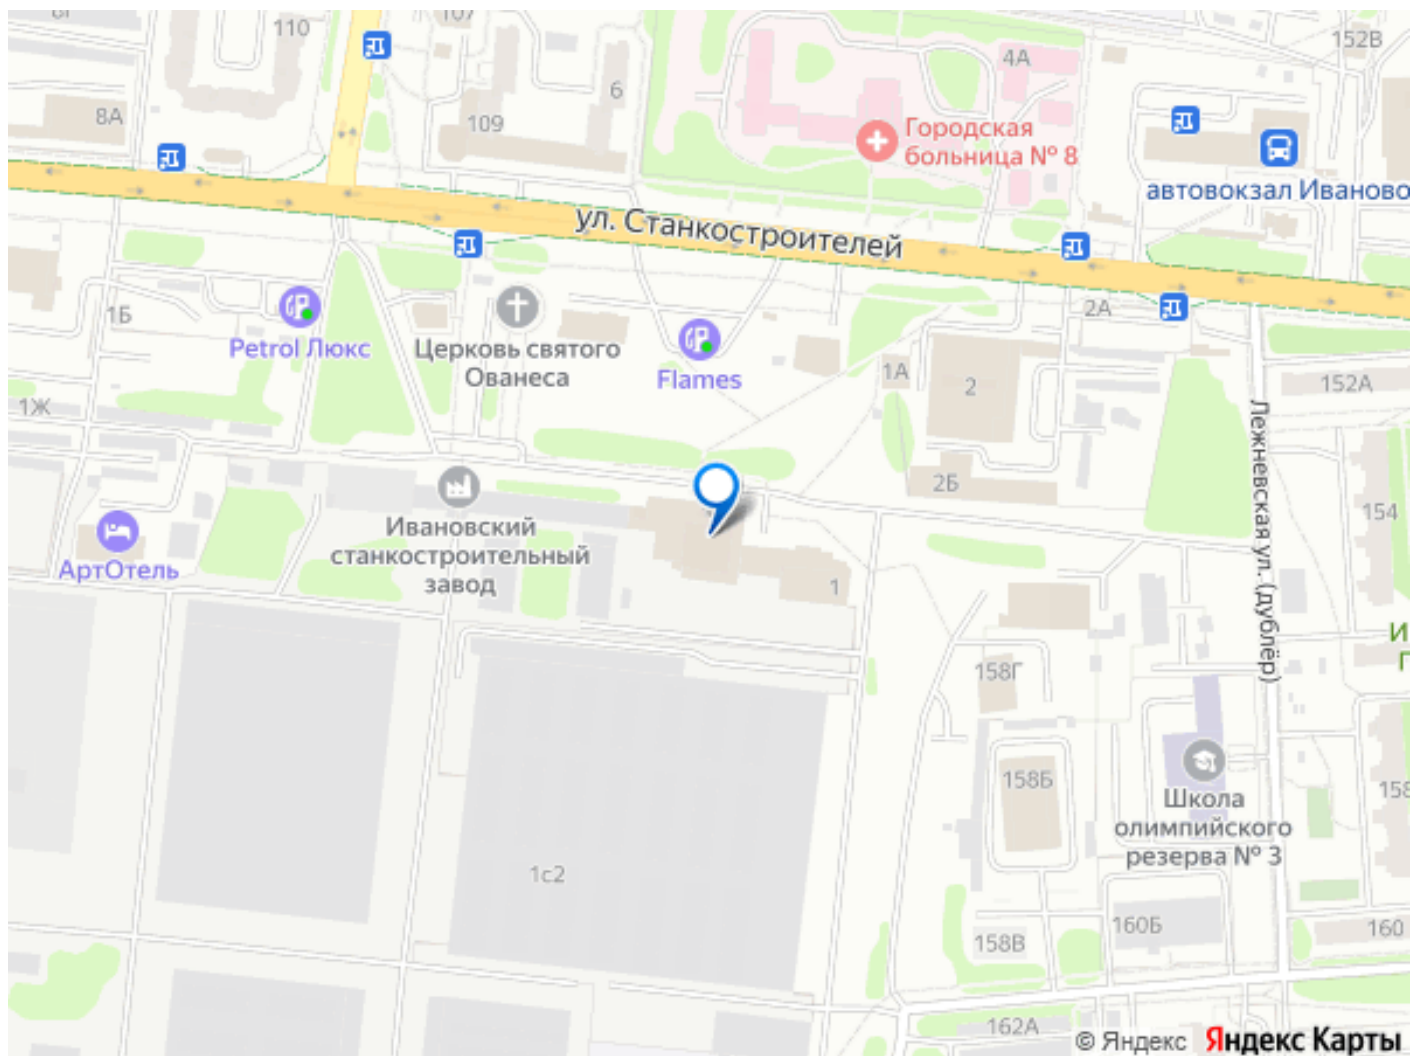 110
107
152В
4А
6
8А
109
Городская
больница № 8
автовокзал Иваново
ул. Станкостроителей
2А
1Б
Petrol Люкс
Церковь святого
Ованеса
Flames
1А
2
152А
1Ж
Лежневская ул. (дублёр)
2Б
154
Ивановский
станкостроительный
завод
АртОтель
1
158Г
158Б
158
Школа
олимпийского
резерва № 3
1с2
160Б
160
158В
162А
© Яндекс Яндекс Карты